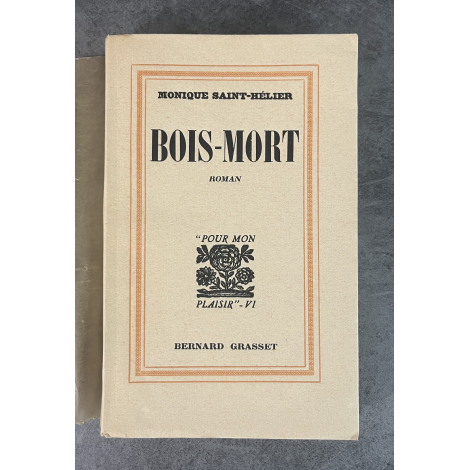 MONIQUE SAINT-HÉLIER
BOIS-MORT
ROMAN
"POUR MON
PLAISIR"-VI
BERNARD GRASSET